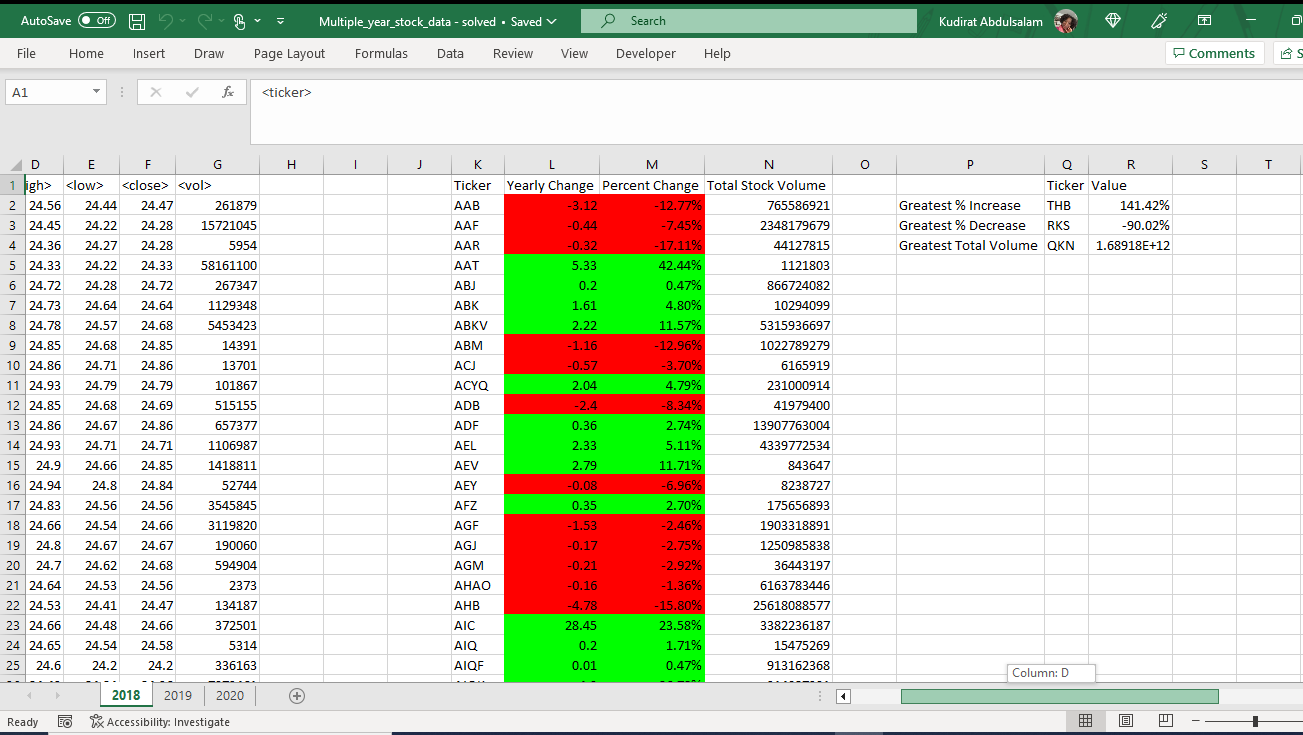 AutoSave Off Multiple_year_stock_data - solved • Saved Search Kudirat Abdulsalam
File Home Insert Draw Page Layout Formulas Data Review View Developer Help Comments S
A1 fx <ticker>
D E F G H I J K L M N O P Q R S T
1 igh> <low> <close> <vol> Ticker Yearly Change Percent Change Total Stock Volume Ticker Value
2 24.56 24.44 24.47 261879 AAB -3.12 -12.77% 765586921 Greatest % Increase THB 141.42%
3 24.45 24.22 24.28 15721045 AAF -0.44 -7.45% 2348179679 Greatest % Decrease RKS -90.02%
4 24.36 24.27 24.28 5954 AAR -0.32 -17.11% 44127815 Greatest Total Volume QKN 1.68918E+12
5 24.33 24.22 24.33 58161100 AAT 5.33 42.44% 1121803
6 24.72 24.28 24.72 267347 ABJ 0.2 0.47% 866724082
7 24.73 24.64 24.64 1129348 ABK 1.61 4.80% 10294099
8 24.78 24.57 24.68 5453423 ABKV 2.22 11.57% 5315936697
9 24.85 24.68 24.85 14391 ABM -1.16 -12.96% 1022789279
10 24.86 24.71 24.86 13701 ACJ -0.57 -3.70% 6165919
11 24.93 24.79 24.79 101867 ACYQ 2.04 4.79% 231000914
12 24.85 24.68 24.69 515155 ADB -2.4 -8.34% 41979400
13 24.86 24.67 24.86 657377 ADF 0.36 2.74% 13907763004
14 24.93 24.71 24.71 1106987 AEL 2.33 5.11% 4339772534
15 24.9 24.66 24.85 1418811 AEV 2.79 11.71% 843647
16 24.94 24.8 24.84 52744 AEY -0.08 -6.96% 8238727
17 24.83 24.56 24.56 3545845 AFZ 0.35 2.70% 175656893
18 24.66 24.54 24.66 3119820 AGF -1.53 -2.46% 1903318891
19 24.8 24.67 24.67 190060 AGJ -0.17 -2.75% 1250985838
20 24.7 24.62 24.68 594904 AGM -0.21 -2.92% 36443197
21 24.64 24.53 24.56 2373 AHAO -0.16 -1.36% 6163783446
22 24.53 24.41 24.47 134187 AHB -4.78 -15.80% 25618088577
23 24.66 24.48 24.66 372501 AIC 28.45 23.58% 3382236187
24 24.65 24.54 24.58 5314 AIQ 0.2 1.71% 15475269
25 24.6 24.2 24.2 336163 AIQF 0.01 0.47% 913162368
Column: D
2018 2019 2020
Ready Accessibility: Investigate